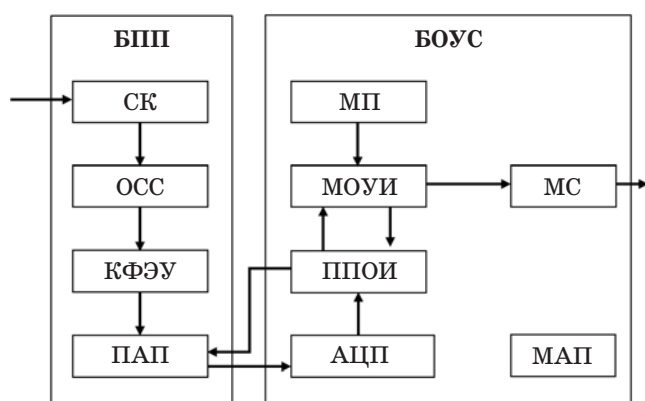 БПП
СК
ОСС
КФЭУ
ПАП
БОУС
МП
МОУИ
МС
ППОИ
АЦП
МАП